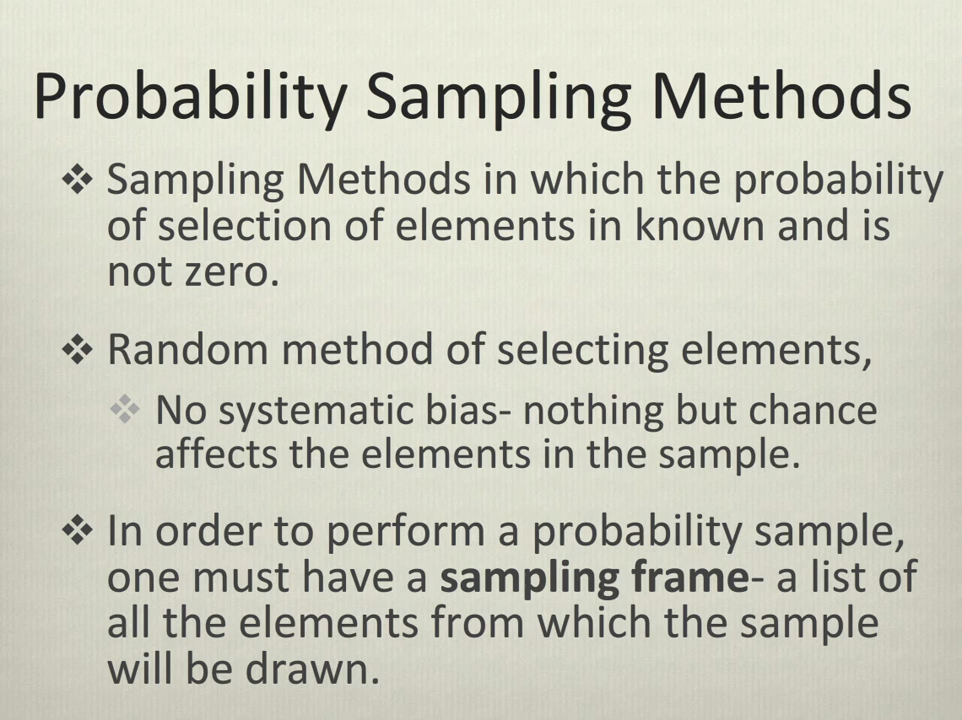 Probability Sampling Methods
❖ Sampling Methods in which the probability
of selection of elements in known and is
not zero.
❖ Random method of selecting elements,
❖ No systematic bias- nothing but chance
affects the elements in the sample.
❖ In order to perform a probability sample,
one must have a sampling frame- a list of
all the elements from which the sample
will be drawn.